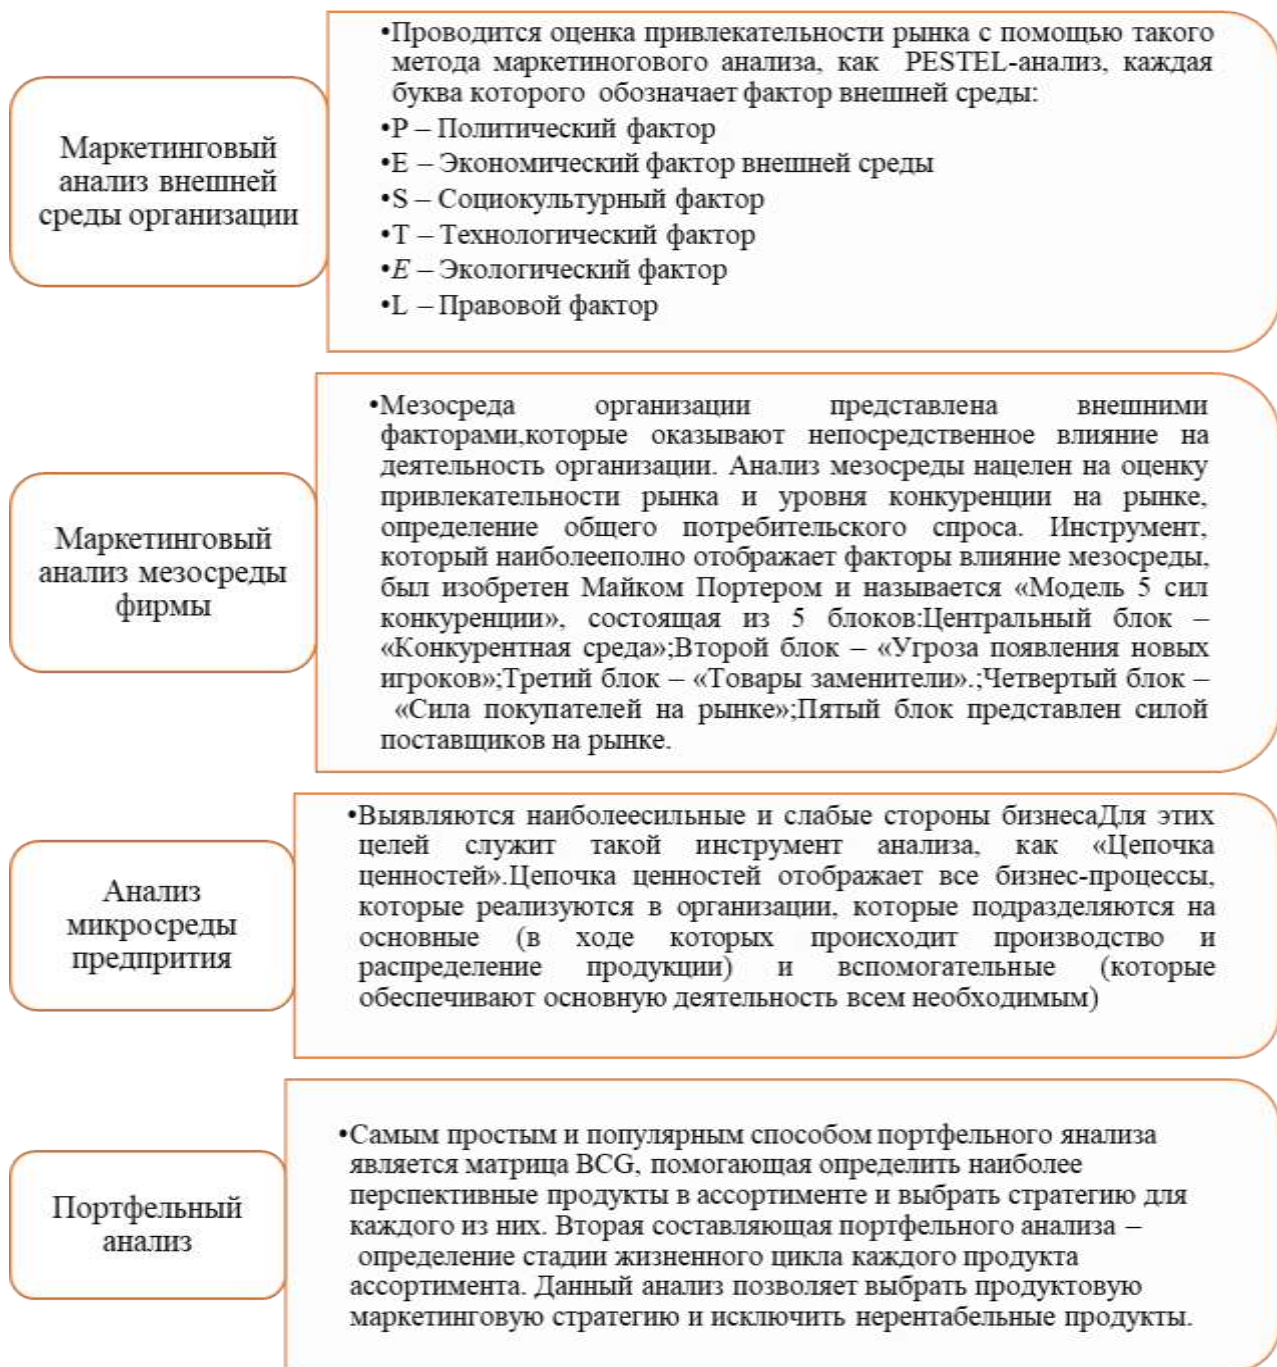 Маркетинговый
анализ внешней
среды организации
•Проводится оценка привлекательности рынка с помощью такого
метода маркетиногового анализа, как PESTEL-анализ, каждая
буква которого обозначает фактор внешней среды:
•P – Политический фактор
•E – Экономический фактор внешней среды
•S – Социокультурный фактор
•T – Технологический фактор
•E – Экологический фактор
•L – Правовой фактор
Маркетинговый
анализ мезосреды
фирмы
•Мезосреда организации представлена внешними
факторами,которые оказывают непосредственное влияние на
деятельность организации. Анализ мезосреды нацелен на оценку
привлекательности рынка и уровня конкуренции на рынке,
определение общего потребительского спроса. Инструмент,
который наиболееполно отображает факторы влияние мезосреды,
был изобретен Майком Портером и называется «Модель 5 сил
конкуренции», состоящая из 5 блоков:Центральный блок –
«Конкурентная среда»;Второй блок – «Угроза появления новых
игроков»;Третий блок – «Товары заменители».;Четвертый блок –
«Сила покупателей на рынке»;Пятый блок представлен силой
поставщиков на рынке.
Анализ
микросреды
предпрития
•Выявляются наиболеесильные и слабые стороны бизнесаДля этих
целей служит такой инструмент анализа, как «Цепочка
ценностей».Цепочка ценностей отображает все бизнес-процессы,
которые реализуются в организации, которые подразделяются на
основные (в ходе которых происходит производство и
распределение продукции) и вспомогательные (которые
обеспечивают основную деятельность всем необходимым)
Портфельный
анализ
•Самым простым и популярным способом портфельного янализа
является матрица BCG, помогающая определить наиболее
перспективные продукты в ассортименте и выбрать стратегию для
каждого из них. Вторая составляющая портфельного анализа –
определение стадии жизненного цикла каждого продукта
ассортимента. Данный анализ позволяет выбрать продуктовую
маркетинговую стратегию и исключить нерентабельные продукты.